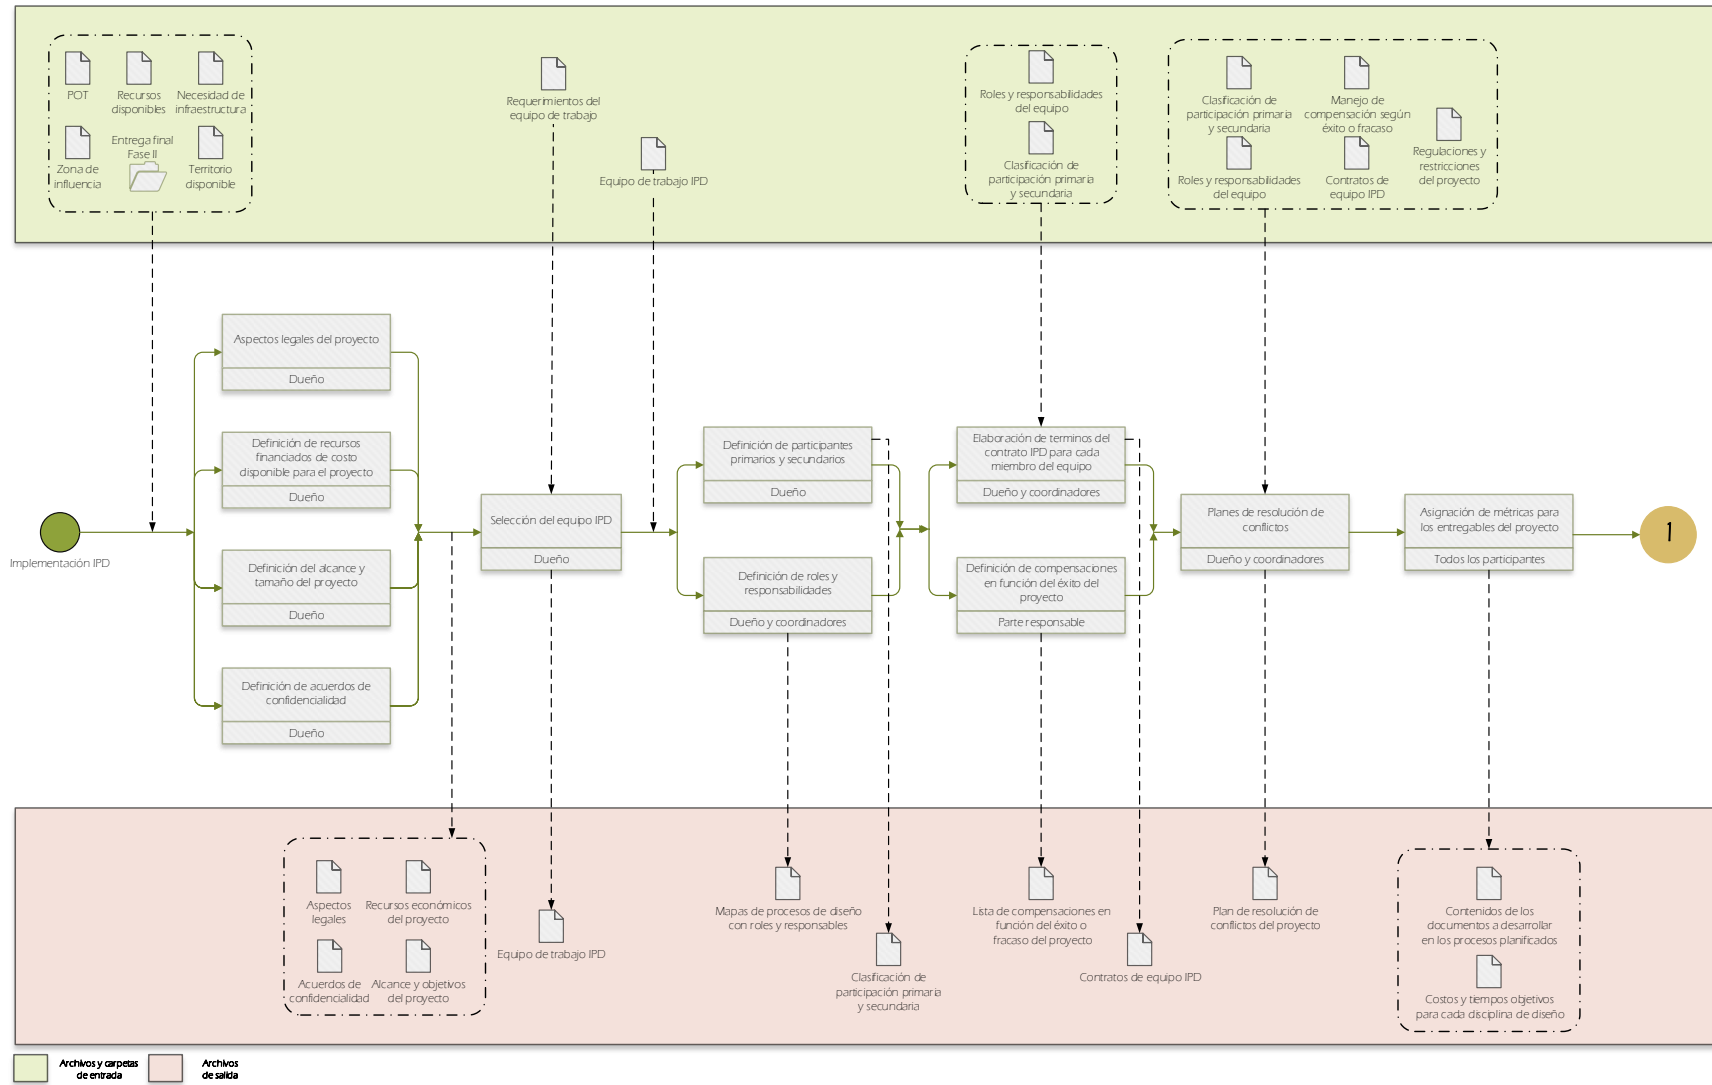 POT
Recursos
disponibles
Necesidad de
infraestructura
Zona de
influencia
Entrega final
Fase II
Territorio
disponible
Requerimientos del
equipo de trabajo
Equipo de trabajo IPD
Roles y responsabilidades
del equipo
Clasificación de
participación primaria
y secundaria
Clasificación de
participación primaria
y secundaria
Manejo de
compensación según
éxito o fracaso
Regulaciones y
restricciones
del proyecto
Roles y responsabilidades
del equipo
Contratos de
equipo IPD
Implementación IPD
Aspectos legales del proyecto
Dueño
Definición de recursos
financiados de costo
disponible para el proyecto
Dueño
Definición del alcance y
tamaño del proyecto
Dueño
Definición de acuerdos de
confidencialidad
Dueño
Selección del equipo IPD
Dueño
Definición de participantes
primarios y secundarios
Dueño
Definición de roles y
responsabilidades
Dueño y coordinadores
Elaboración de terminos del
contrato IPD para cada
miembro del equipo
Dueño y coordinadores
Definición de compensaciones
en función del éxito del
proyecto
Parte responsable
Planes de resolución de
conflictos
Dueño y coordinadores
Asignación de métricas para
los entregables del proyecto
Todos los participantes
1
Aspectos
legales
Recursos económicos
del proyecto
Acuerdos de
confidencialidad
Alcance y objetivos
del proyecto
Equipo de trabajo IPD
Mapas de procesos de diseño
con roles y responsables
Clasificación de
participación primaria
y secundaria
Lista de compensaciones en
función del éxito o
fracaso del proyecto
Contratos de equipo IPD
Plan de resolución de
conflictos del proyecto
Contenidos de los
documentos a desarrollar
en los procesos planificados
Costos y tiempos objetivos
para cada disciplina de diseño
Archivos y carpetas
de entrada
Archivos
de salida